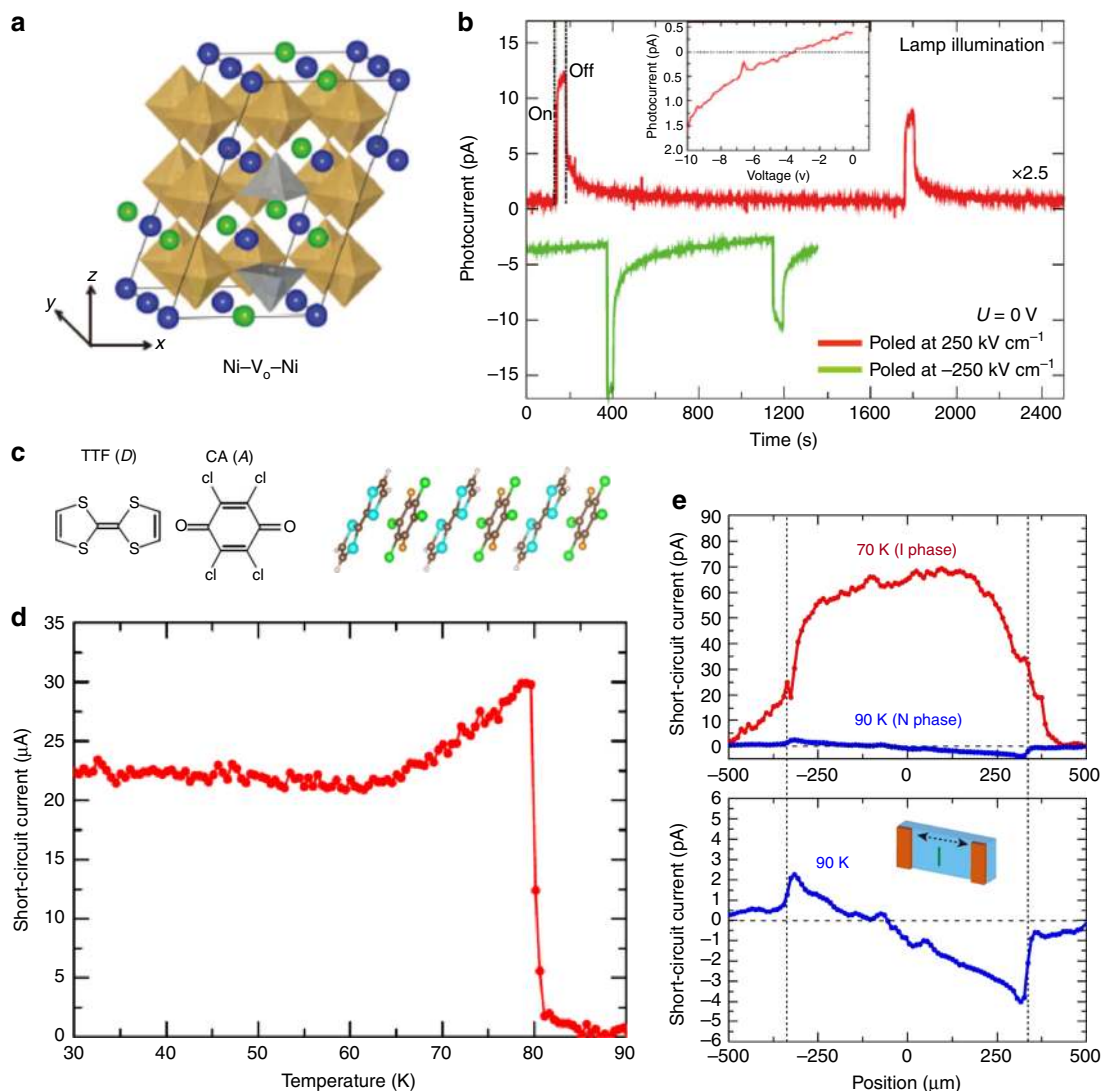 a
z
y
x
Ni–Vo–Ni
b
Photocurrent (pA)
15
10
5
0
−5
−10
−15
On
Off
Lamp illumination
×2.5
U = 0 V
Poled at 250 kV cm−1
Poled at −250 kV cm−1
0 400 800 1200 1600 2000 2400
Time (s)
Photocurrent (pA)
0.5
0
0.5
1.0
1.5
2.0
−10 −8 −6 −4 −2 0
Voltage (v)
c
TTF (D)
CA (A)
S S
S S
cl cl
O O
cl cl
d
Short-circuit current (μA)
35
30
25
20
15
10
5
0
30 40 50 60 70 80 90
Temperature (K)
e
Short-circuit current (pA)
90
80
70
60
50
40
30
20
10
0
70 K (I phase)
90 K (N phase)
−500 −250 0 250 500
Short-circuit current (pA)
6
5
4
3
2
1
0
−1
−2
−3
−4
−5
−6
90 K
−500 −250 0 250 500
Position (μm)